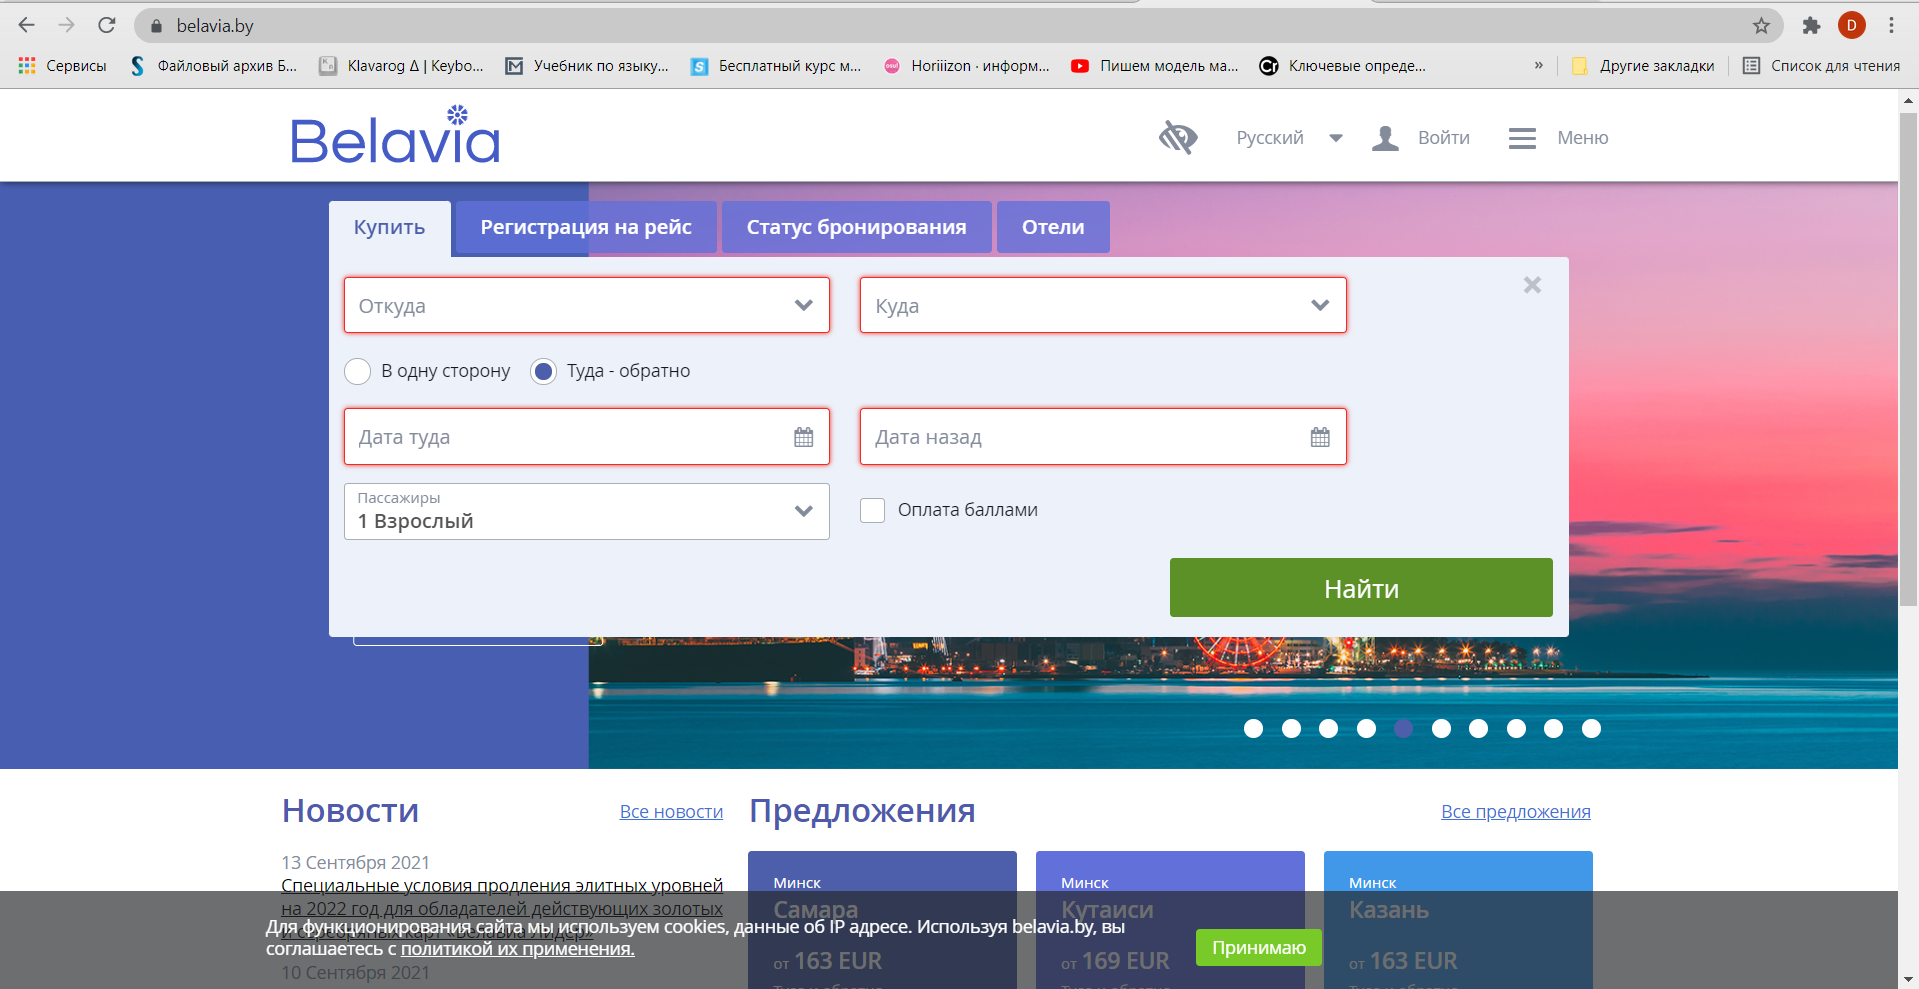 belavia.by
D
Сервисы
Файловый архив Б...
Klavarog Δ | Keybo...
Учебник по языку...
Бесплатный курс м...
Horiiizon · информ...
Пишем модель ма...
Ключевые опреде...
»
Другие закладки
Список для чтения
Belavia
Русский
Войти
Меню
Купить
Регистрация на рейс
Статус бронирования
Отели
Откуда
Куда
В одну сторону
Туда - обратно
Дата туда
Дата назад
Пассажиры
1 Взрослый
Оплата баллами
Найти
Новости
Все новости
Предложения
Все предложения
13 Сентября 2021
Специальные условия продления элитных уровней
на 2022 год для обладателей действующих золотых
10 Сентября 2021
Минск
Самара
от 163 EUR
Минск
Кутаиси
от 169 EUR
Минск
Казань
от 163 EUR
Для функционирования сайта мы используем cookies, данные об IP адресе. Используя belavia.by, вы
соглашаетесь с политикой их применения.
Принимаю